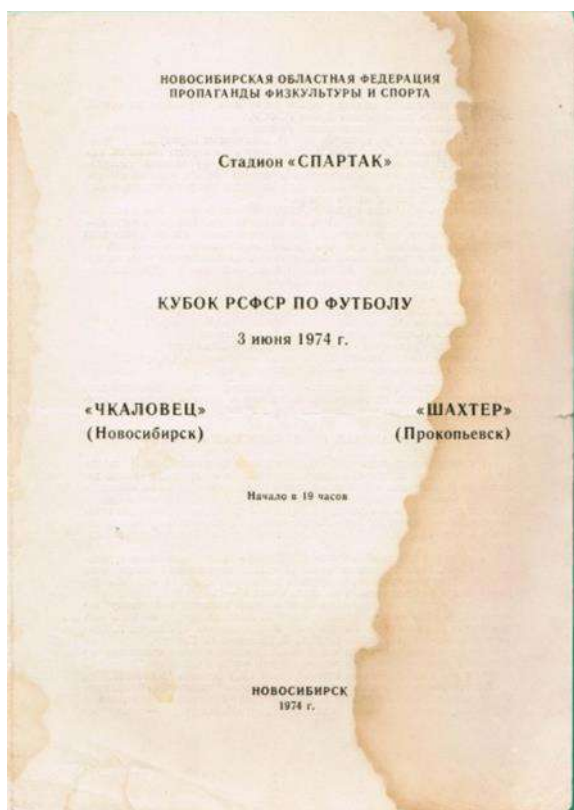 НОВОСИБИРСКАЯ ОБЛАСТНАЯ ФЕДЕРАЦИЯ
ПРОПАГАНДЫ ФИЗКУЛЬТУРЫ И СПОРТА
Стадион «СПАРТАК»
КУБОК РСФСР ПО ФУТБОЛУ
3 июня 1974 г.
«ЧКАЛОВЕЦ» «ШАХТЕР»
(Новосибирск) (Прокопьевск)
Начало в 19 часов
НОВОСИБИРСК
1974 г.